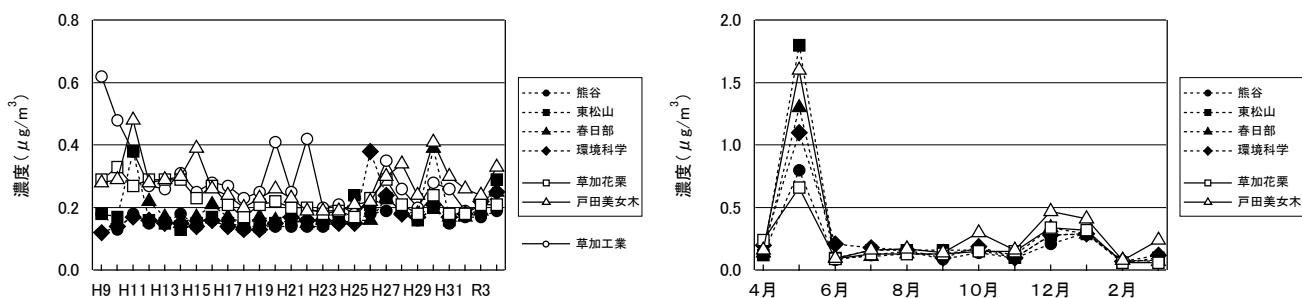 0.8
0.6
0.4
0.2
0.0
濃度(μg/m³)
H9 H11 H13 H15 H17 H19 H21 H23 H25 H27 H29 H31 R3
熊谷
東松山
春日部
環境科学
草加花栗
戸田美女木
草加工業
2.0
1.5
1.0
0.5
0.0
濃度(μg/m³)
4月 6月 8月 10月 12月 2月
熊谷
東松山
春日部
環境科学
草加花栗
戸田美女木